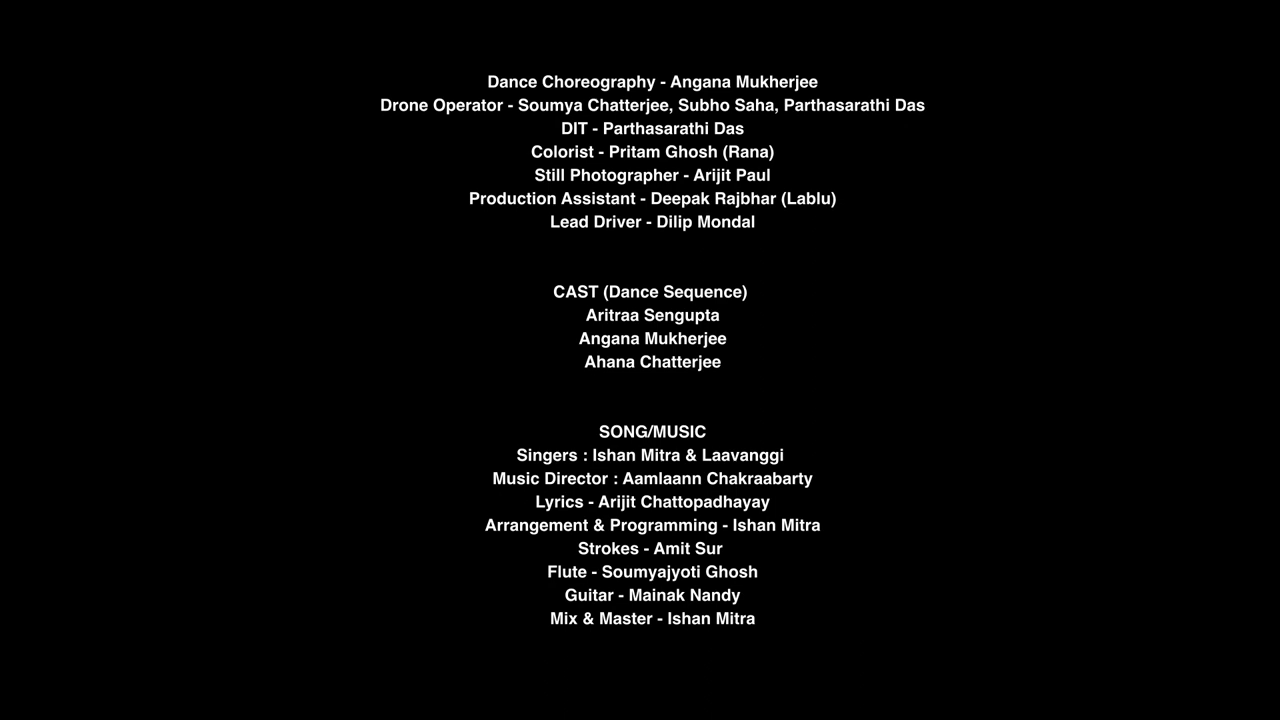 Dance Choreography - Angana Mukherjee
Drone Operator - Soumya Chatterjee, Subho Saha, Parthasarathi Das
DIT - Parthasarathi Das
Colorist - Pritam Ghosh (Rana)
Still Photographer - Arijit Paul
Production Assistant - Deepak Rajbhar (Lablu)
Lead Driver - Dilip Mondal
CAST (Dance Sequence)
Aritraa Sengupta
Angana Mukherjee
Ahana Chatterjee
SONG/MUSIC
Singers : Ishan Mitra & Laavanggi
Music Director : Aamlaann Chakraabarty
Lyrics - Arijit Chattopadhayay
Arrangement & Programming - Ishan Mitra
Strokes - Amit Sur
Flute - Soumyajyoti Ghosh
Guitar - Mainak Nandy
Mix & Master - Ishan Mitra